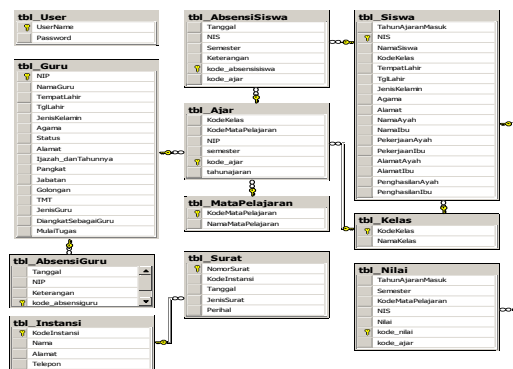 tbl_User
UserName
Password
tbl_Guru
NIP
NamaGuru
TempatLahir
TglLahir
JenisKelamin
Agama
Status
Alamat
Ijazah_danTahunnya
Pangkat
Jabatan
Golongan
TMT
JenisGuru
DiangkatSebagaiGuru
MulaiTugas
tbl_AbsensiGuru
Tanggal
NIP
Keterangan
kode_absensiguru
tbl_Instansi
KodeInstansi
Nama
Alamat
Telepon
tbl_AbsensiSiswa
Tanggal
NIS
Semester
Keterangan
kode_absensisiswa
kode_ajar
tbl_Ajar
KodeKelas
KodeMataPelajaran
NIP
semester
kode_ajar
tahunajaran
tbl_MataPelajaran
KodeMataPelajaran
NamaMataPelajaran
tbl_Surat
NomorSurat
KodeInstansi
Tanggal
JenisSurat
Perihal
tbl_Siswa
TahunAjaranMasuk
NIS
NamaSiswa
KodeKelas
TempatLahir
TglLahir
JenisKelamin
Agama
Alamat
NamaAyah
NamaIbu
PekerjaanAyah
PekerjaanIbu
AlamatAyah
AlamatIbu
PenghasilanAyah
PenghasilanIbu
tbl_Kelas
KodeKelas
NamaKelas
tbl_Nilai
TahunAjaranMasuk
Semester
KodeMataPelajaran
NIS
Nilai
kode_nilai
kode_ajar